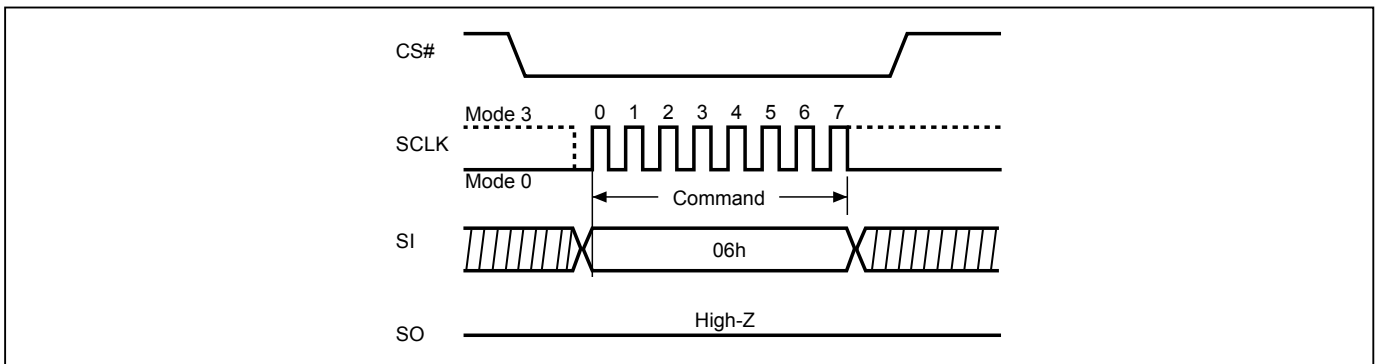 CS#
Mode 3
0 1 2 3 4 5 6 7
SCLK
Mode 0
Command
SI
06h
High-Z
SO